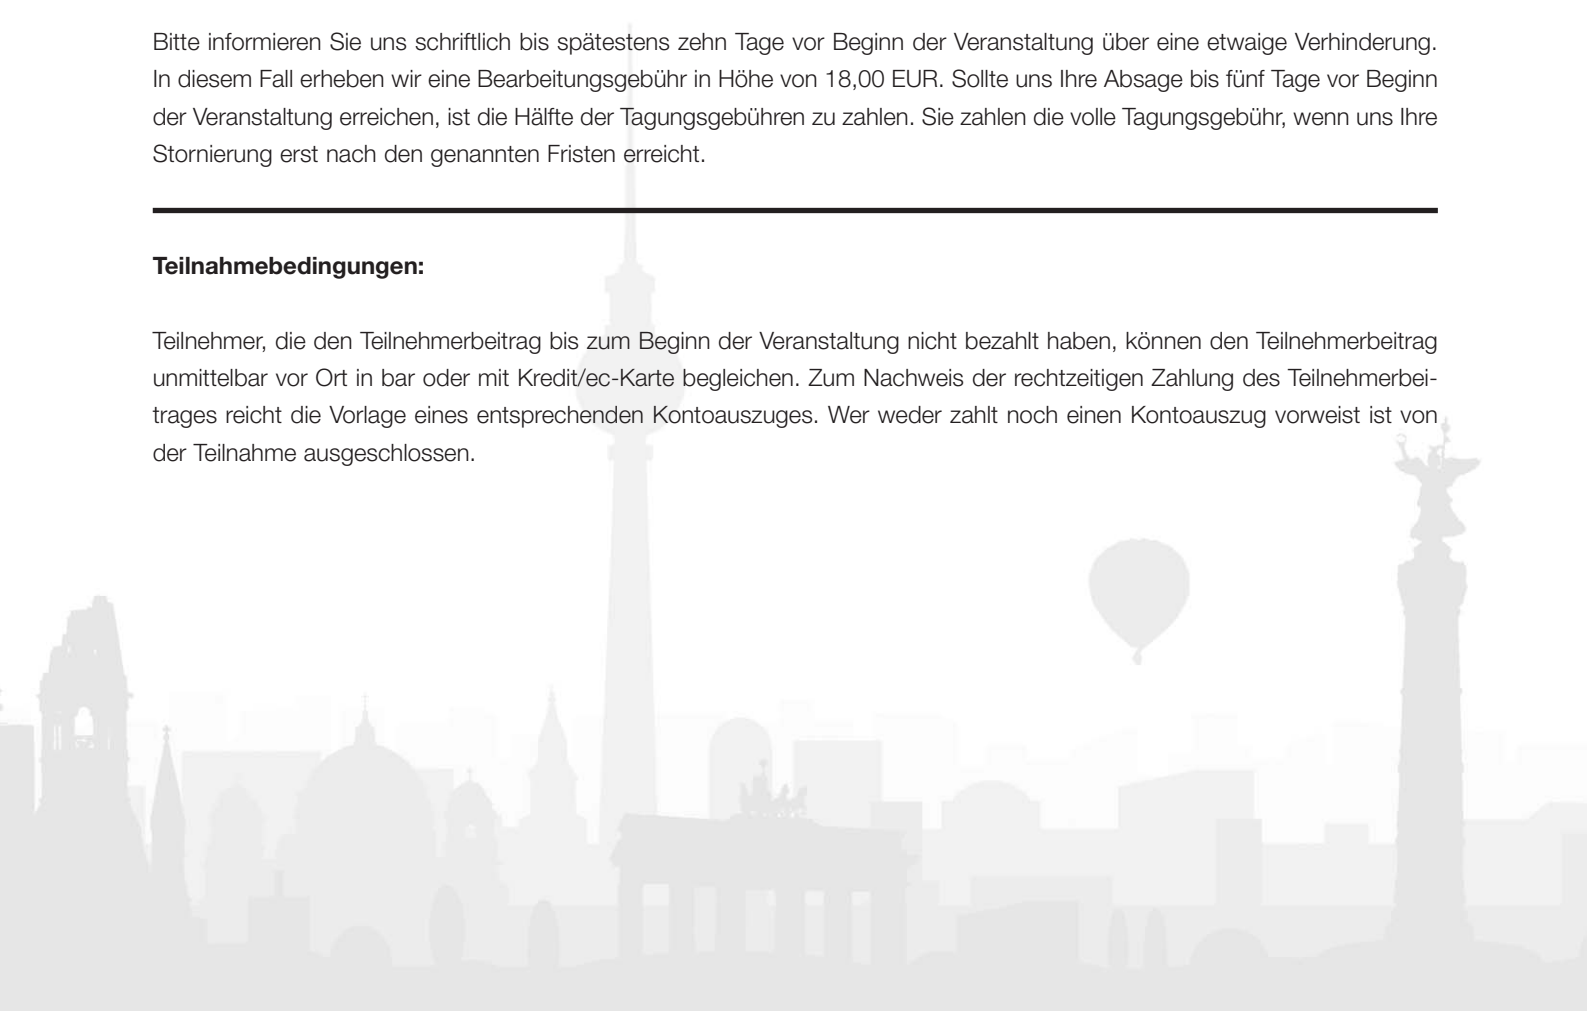 Bitte informieren Sie uns schriftlich bis spätestens zehn Tage vor Beginn der Veranstaltung über eine etwaige Verhinderung.
In diesem Fall erheben wir eine Bearbeitungsgebühr in Höhe von 18,00 EUR. Sollte uns Ihre Absage bis fünf Tage vor Beginn
der Veranstaltung erreichen, ist die Hälfte der Tagungsgebühren zu zahlen. Sie zahlen die volle Tagungsgebühr, wenn uns Ihre
Stornierung erst nach den genannten Fristen erreicht.
Teilnahmebedingungen:
Teilnehmer, die den Teilnehmerbeitrag bis zum Beginn der Veranstaltung nicht bezahlt haben, können den Teilnehmerbeitrag
unmittelbar vor Ort in bar oder mit Kredit/ec-Karte begleichen. Zum Nachweis der rechtzeitigen Zahlung des Teilnehmerbei-
trages reicht die Vorlage eines entsprechenden Kontoauszuges. Wer weder zahlt noch einen Kontoauszug vorweist ist von
der Teilnahme ausgeschlossen.